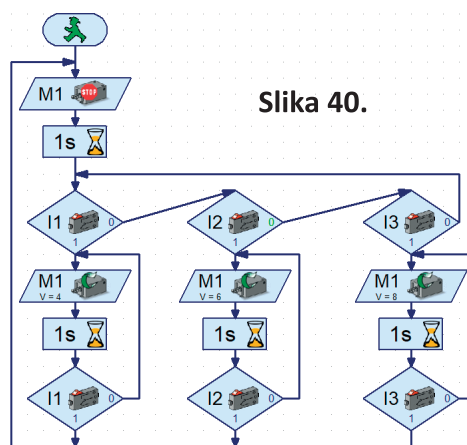 STOP
M1
Slika 40.
1s
I1 0 I2 0 I3 0
1 1 1
M1 M1 M1
V = 4 V = 6 V = 8
1s 1s 1s
I1 0 I2 0 I3 0
1 1 1